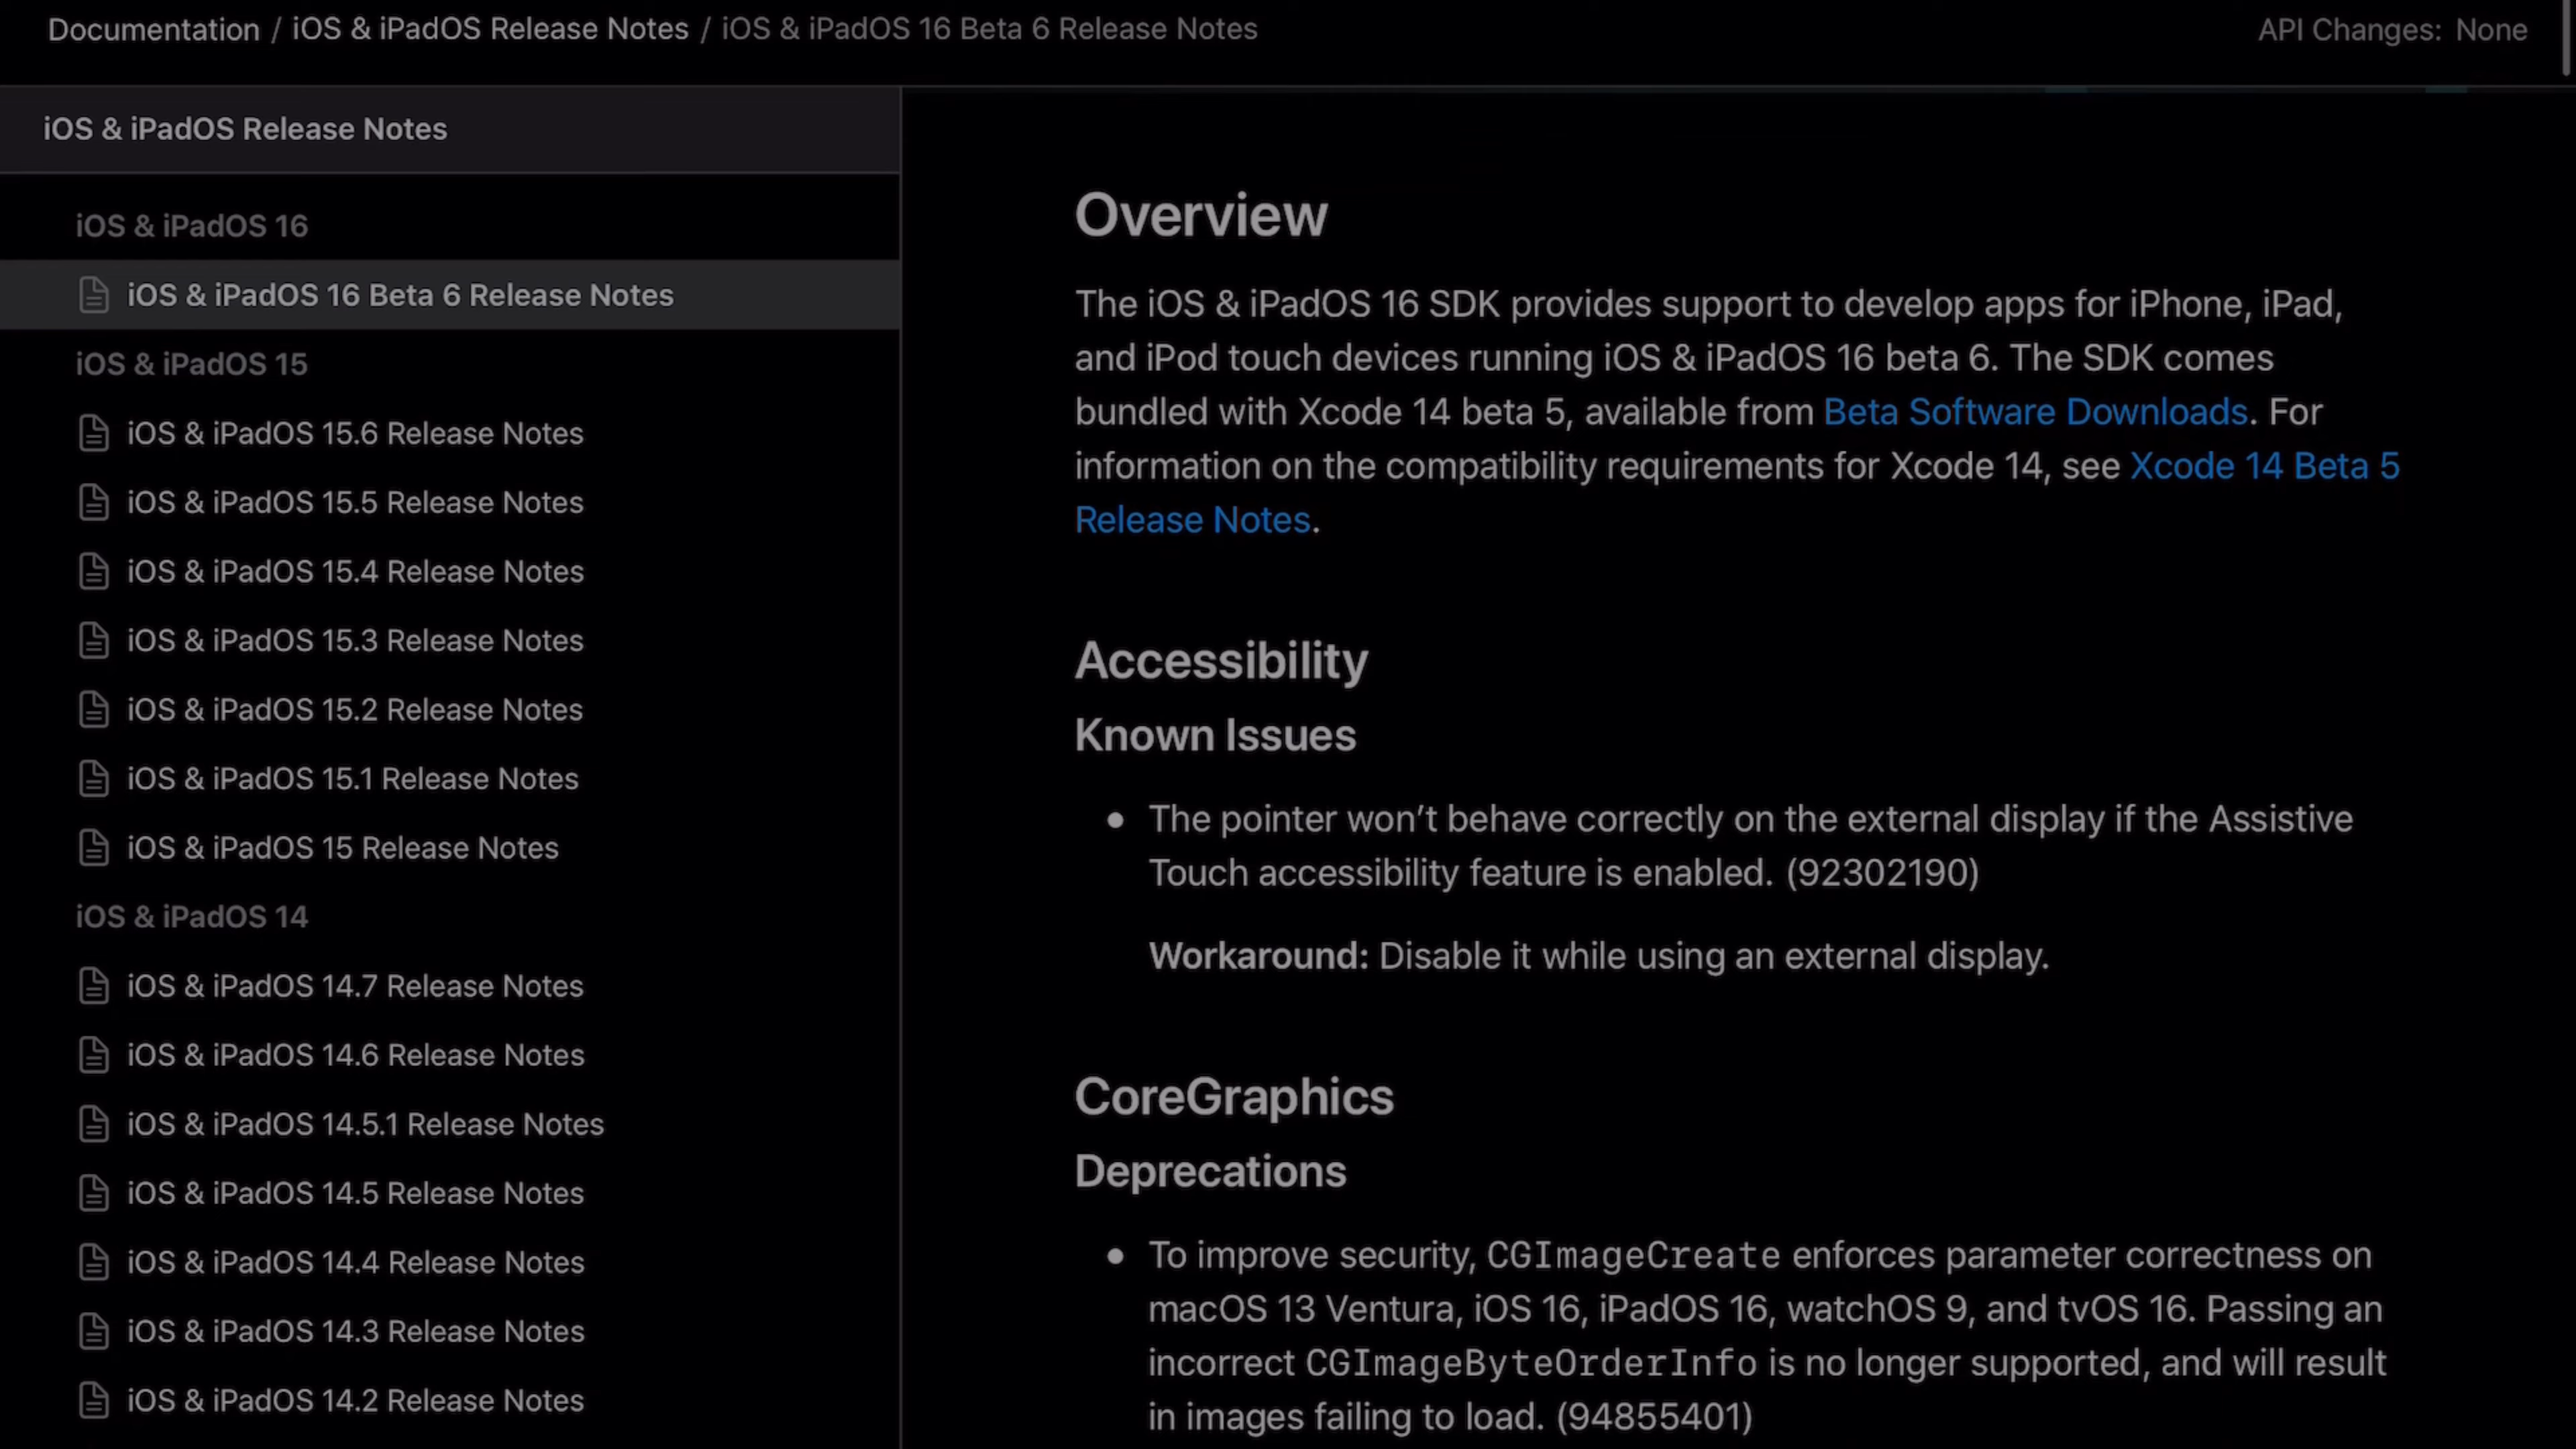 Documentation / iOS & iPadOS Release Notes / iOS & iPadOS 16 Beta 6 Release Notes
API Changes: None
iOS & iPadOS Release Notes
iOS & iPadOS 16
iOS & iPadOS 16 Beta 6 Release Notes
iOS & iPadOS 15
iOS & iPadOS 15.6 Release Notes
iOS & iPadOS 15.5 Release Notes
iOS & iPadOS 15.4 Release Notes
iOS & iPadOS 15.3 Release Notes
iOS & iPadOS 15.2 Release Notes
iOS & iPadOS 15.1 Release Notes
iOS & iPadOS 15 Release Notes
iOS & iPadOS 14
iOS & iPadOS 14.7 Release Notes
iOS & iPadOS 14.6 Release Notes
iOS & iPadOS 14.5.1 Release Notes
iOS & iPadOS 14.5 Release Notes
iOS & iPadOS 14.4 Release Notes
iOS & iPadOS 14.3 Release Notes
iOS & iPadOS 14.2 Release Notes
Overview
The iOS & iPadOS 16 SDK provides support to develop apps for iPhone, iPad,
and iPod touch devices running iOS & iPadOS 16 beta 6. The SDK comes
bundled with Xcode 14 beta 5, available from Beta Software Downloads. For
information on the compatibility requirements for Xcode 14, see Xcode 14 Beta 5
Release Notes.
Accessibility
Known Issues
• The pointer won’t behave correctly on the external display if the Assistive
Touch accessibility feature is enabled. (92302190)
Workaround: Disable it while using an external display.
CoreGraphics
Deprecations
• To improve security, CGImageCreate enforces parameter correctness on
macOS 13 Ventura, iOS 16, iPadOS 16, watchOS 9, and tvOS 16. Passing an
incorrect CGImageByteOrderInfo is no longer supported, and will result
in images failing to load. (94855401)